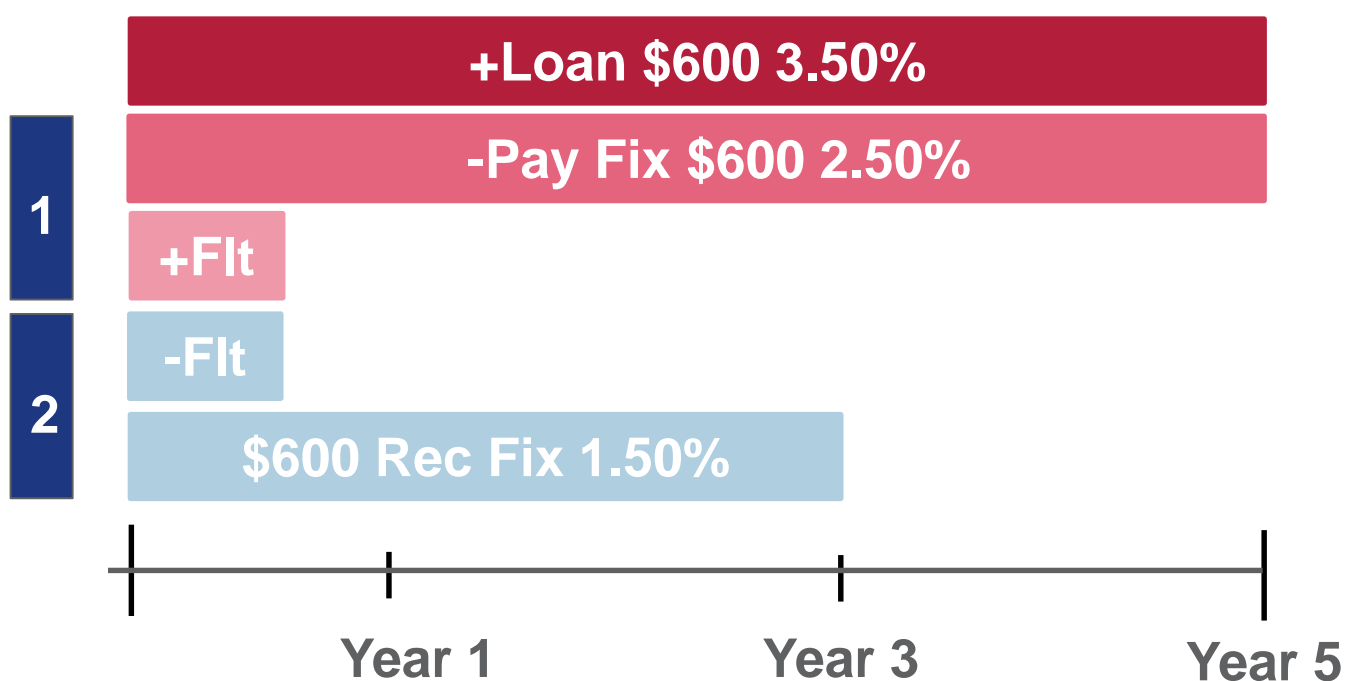 +Loan $600 3.50%
1
-Pay Fix $600 2.50%
+Flt
2
-Flt
$600 Rec Fix 1.50%
Year 1
Year 3
Year 5